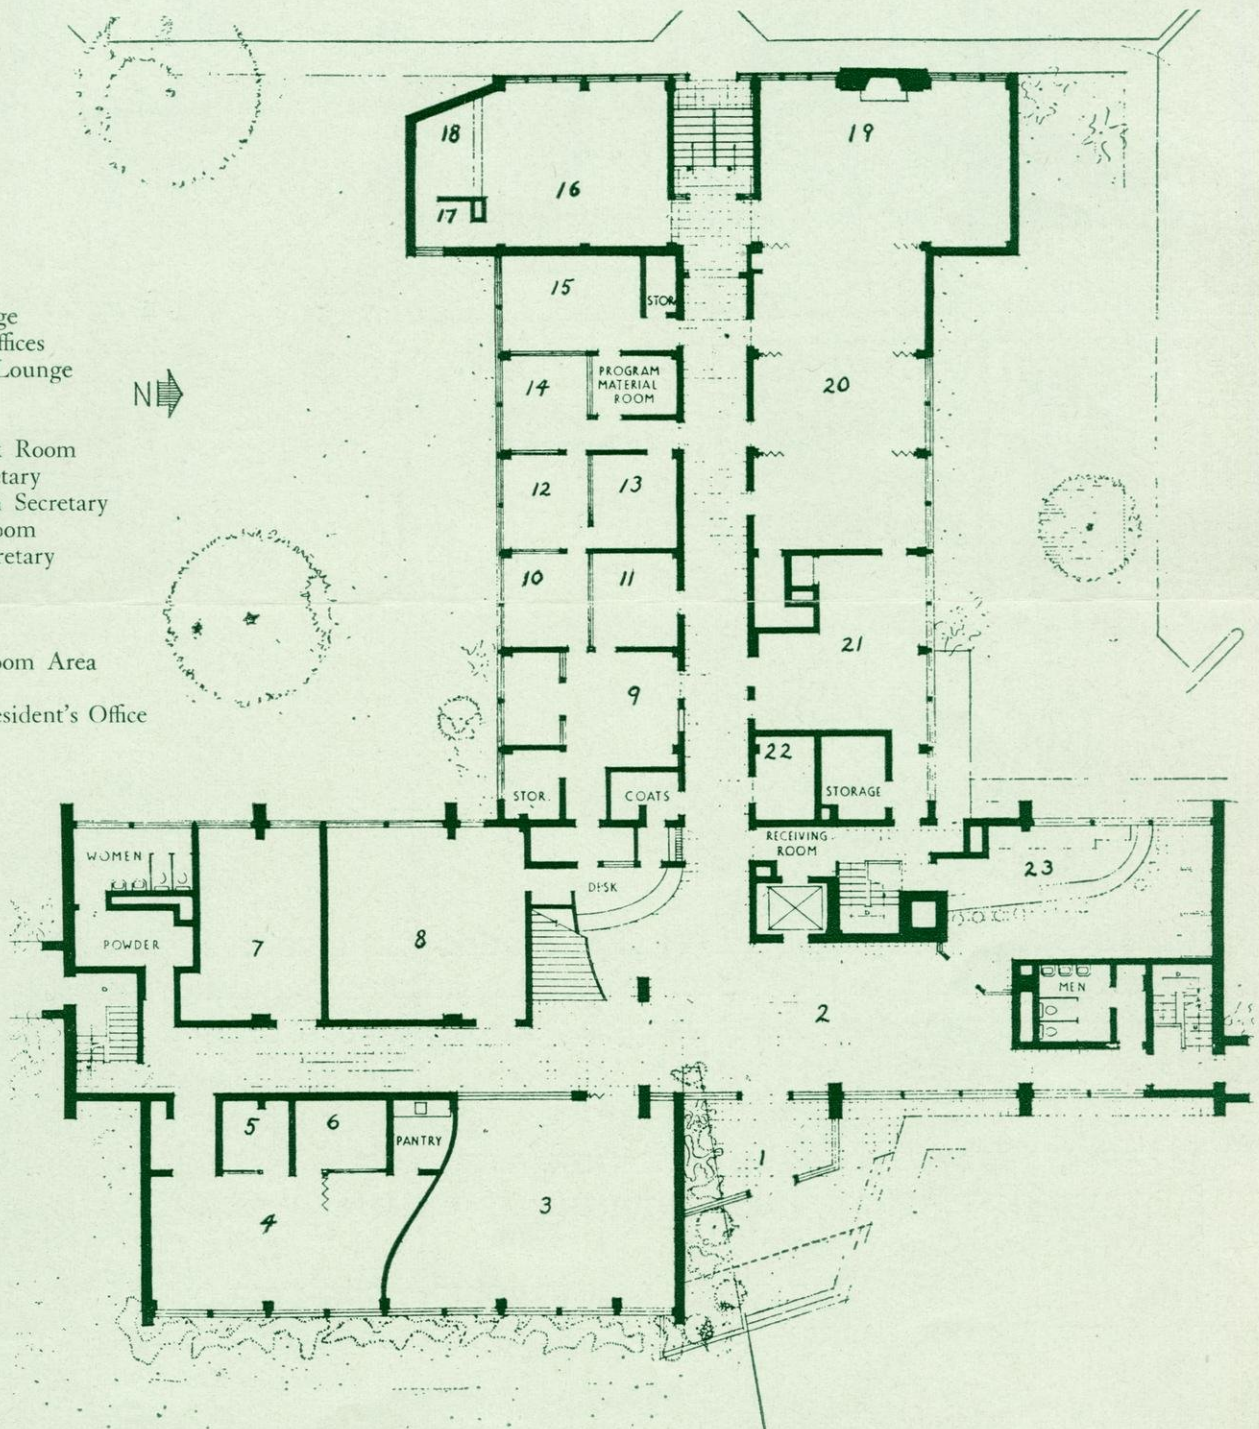 ge
ffices
Lounge
Room
etary
Secretary
oom
retary
oom Area
esident's Office
N
18
19
16
17
15
STOR
14
PROGRAM
MATERIAL
ROOM
20
12
13
10
11
21
9
22
STOR.
COATS
STORAGE
RECEIVING
ROOM
WOMEN
DESK
23
POWDER
7
8
MEN
2
5
6
PANTRY
1
3
4